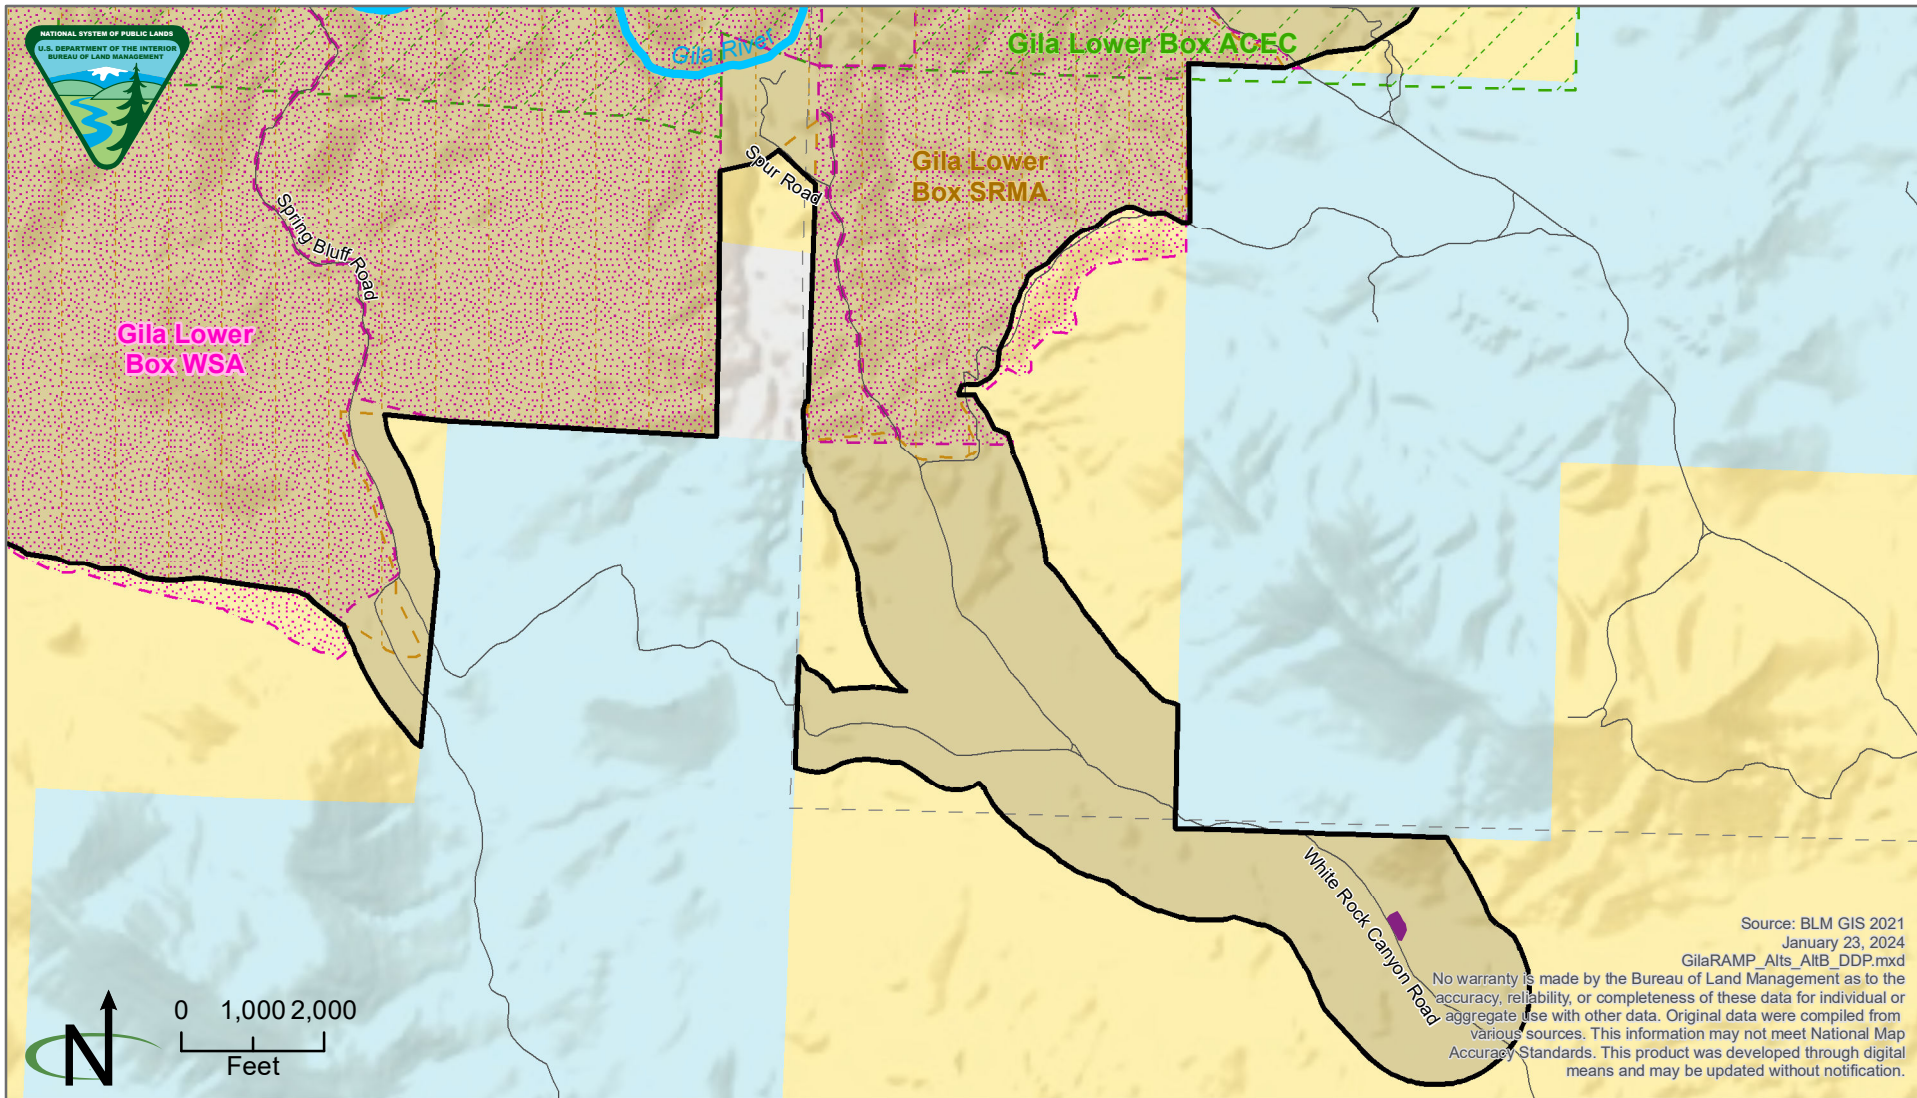 NATIONAL SYSTEM OF PUBLIC LANDS
U.S. DEPARTMENT OF THE INTERIOR
BUREAU OF LAND MANAGEMENT
Gila River
Gila Lower Box ACEC
Spur Road
Gila Lower
Box SRMA
Spring Bluff Road
Gila Lower
Box WSA
White Rock Canyon Road
Source: BLM GIS 2021
January 23, 2024
GilaRAMP_Alts_AltB_DDP.mxd
No warranty is made by the Bureau of Land Management as to the
accuracy, reliability, or completeness of these data for individual or
aggregate use with other data. Original data were compiled from
various sources. This information may not meet National Map
Accuracy Standards. This product was developed through digital
means and may be updated without notification.
N
0 1,000 2,000
Feet